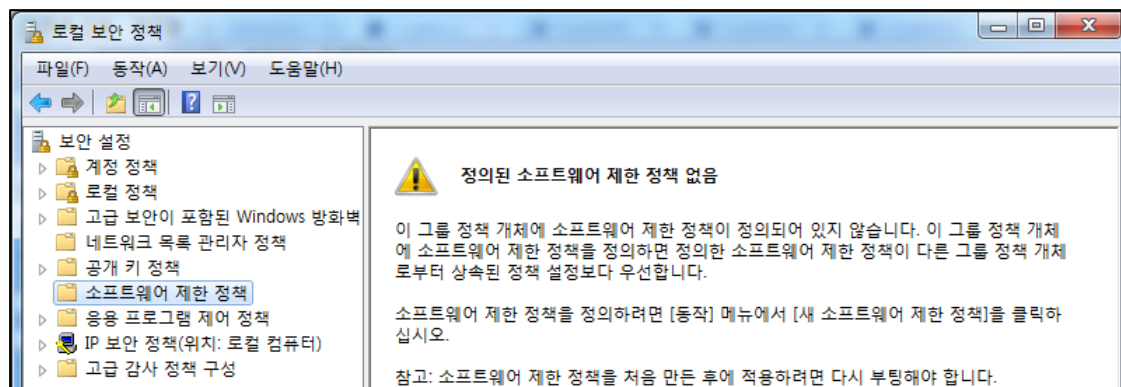 로컬 보안 정책
파일(F) 동작(A) 보기(V) 도움말(H)
보안 설정
계정 정책
로컬 정책
고급 보안이 포함된 Windows 방화벽
네트워크 목록 관리자 정책
공개 키 정책
소프트웨어 제한 정책
응용 프로그램 제어 정책
IP 보안 정책(위치: 로컬 컴퓨터)
고급 감사 정책 구성
정의된 소프트웨어 제한 정책 없음
이 그룹 정책 개체에 소프트웨어 제한 정책이 정의되어 있지 않습니다. 이 그룹 정책 개체
에 소프트웨어 제한 정책을 정의하면 정의한 소프트웨어 제한 정책이 다른 그룹 정책 개체
로부터 상속된 정책 설정보다 우선합니다.
소프트웨어 제한 정책을 정의하려면 [동작] 메뉴에서 [새 소프트웨어 제한 정책]을 클릭하
십시오.
참고: 소프트웨어 제한 정책을 처음 만든 후에 적용하려면 다시 부팅해야 합니다.